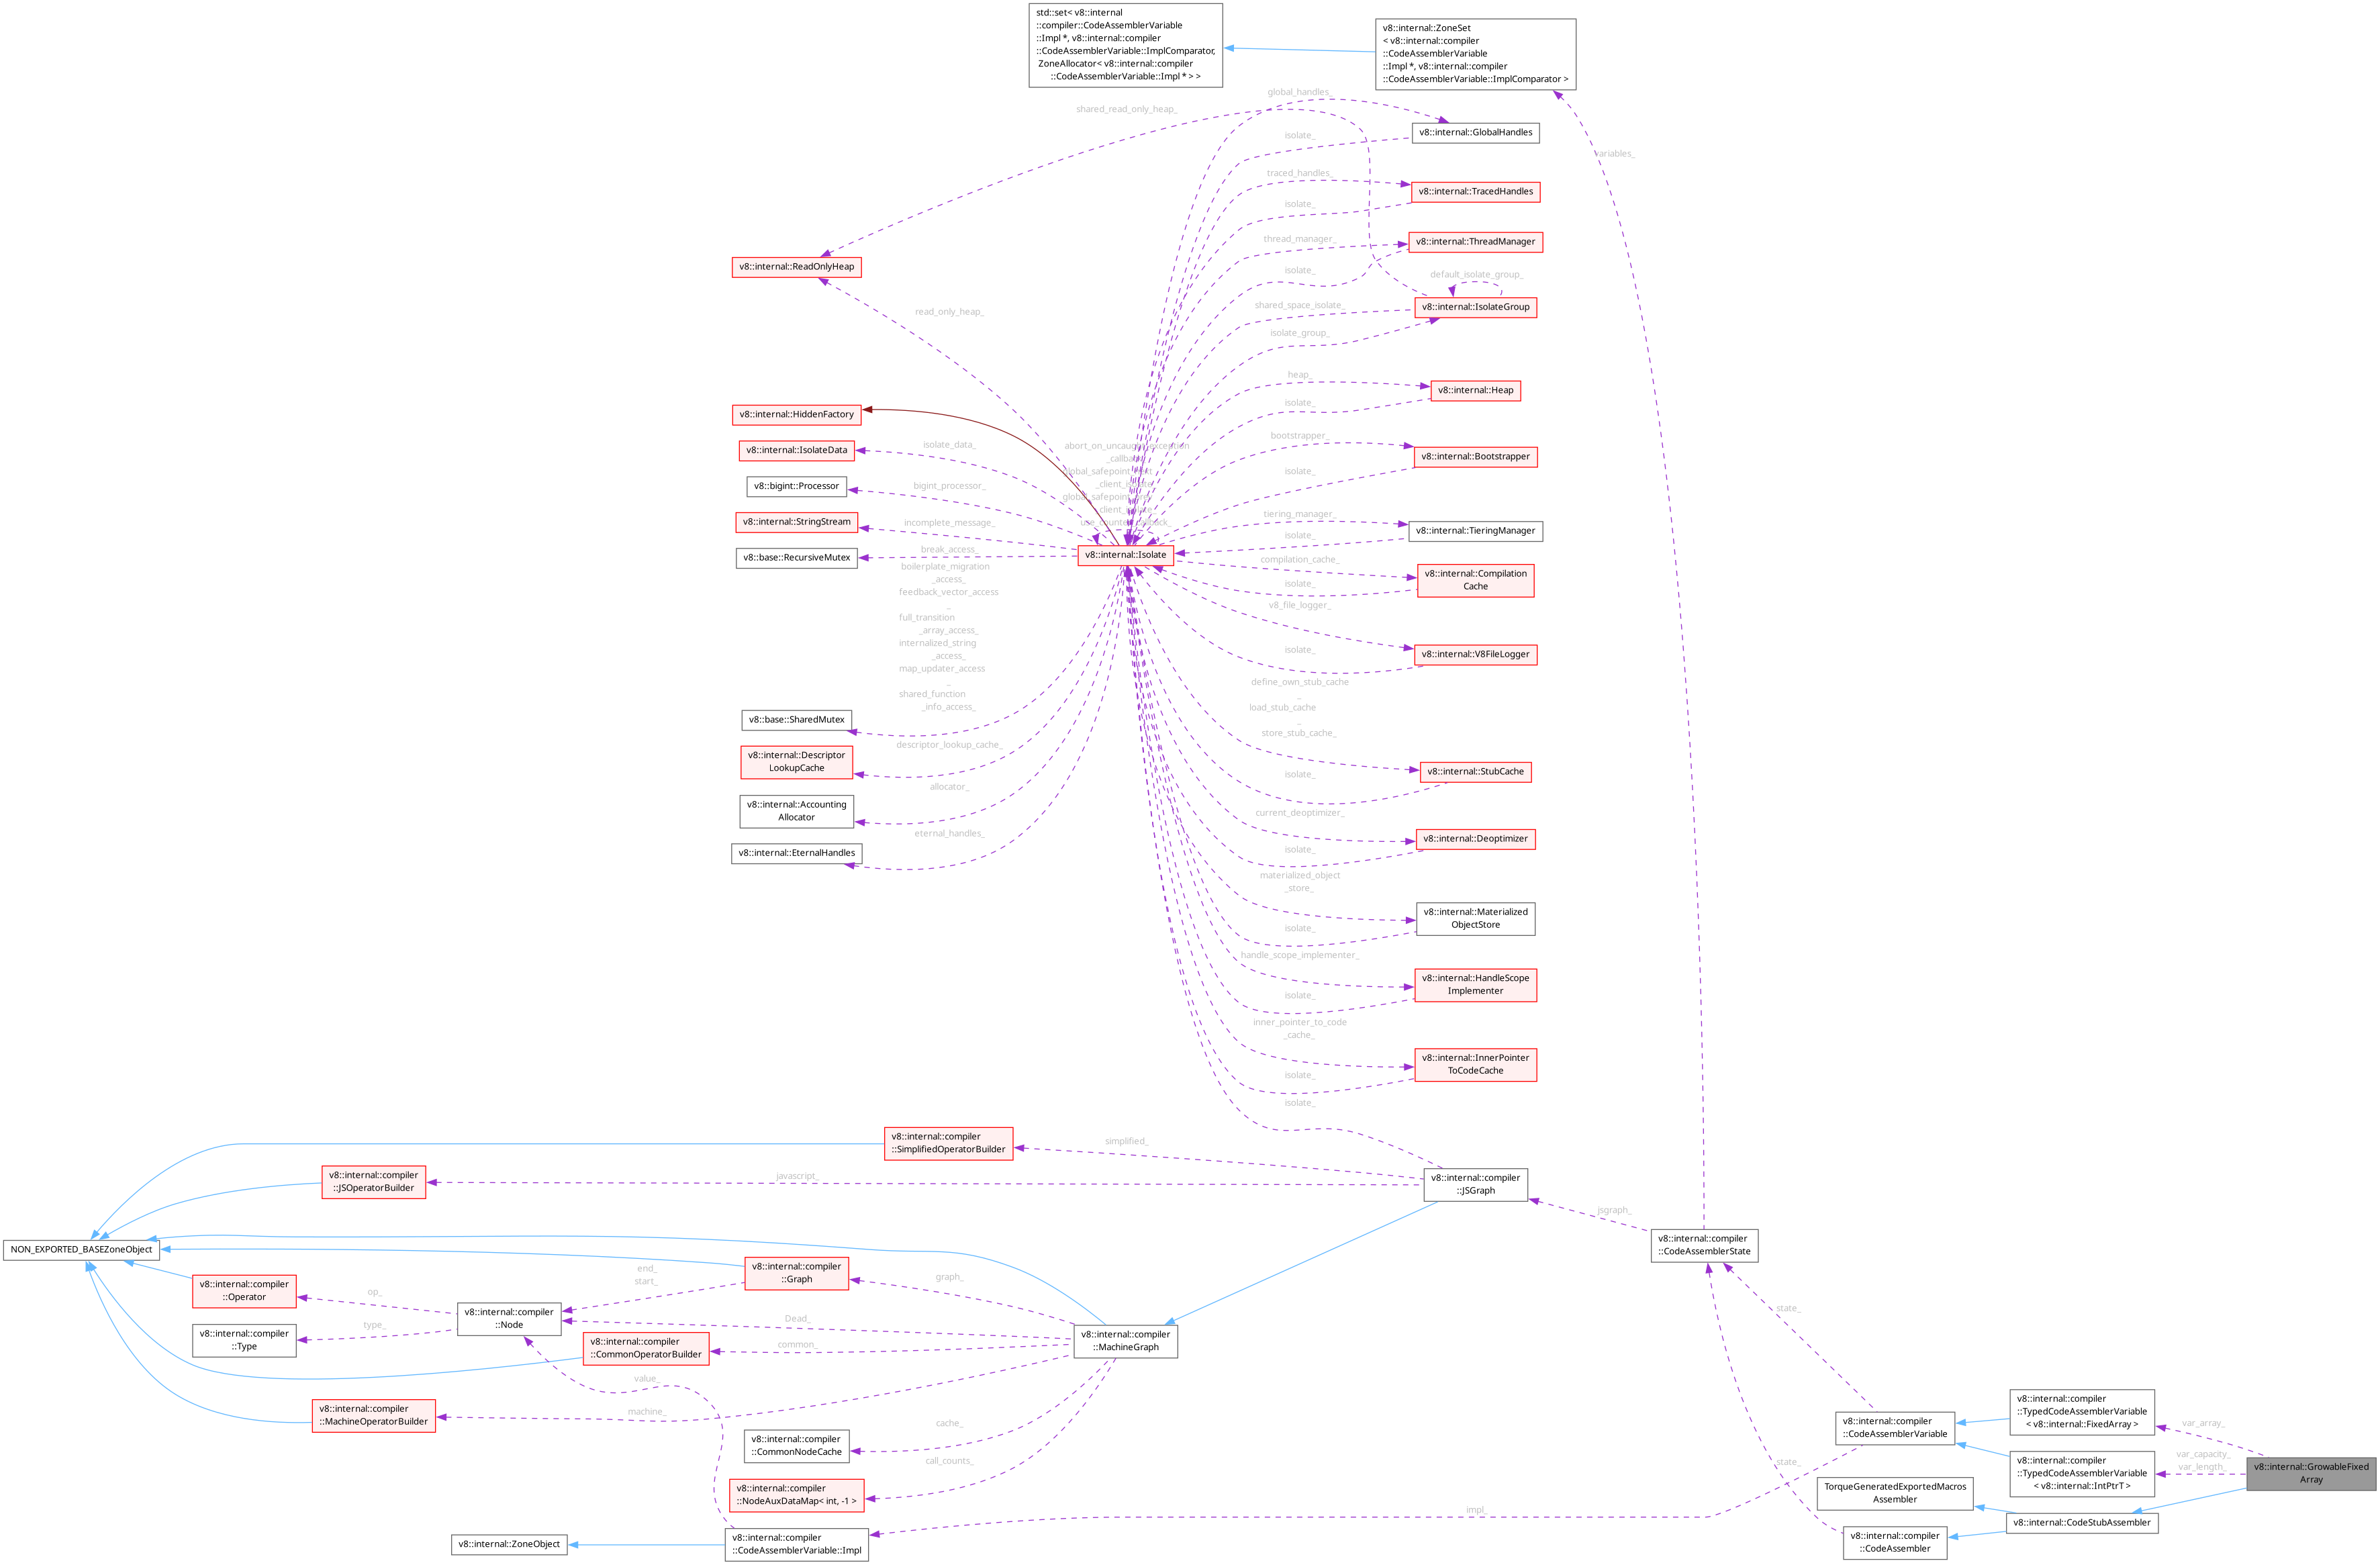 std::set< v8::internal
::compiler::CodeAssemblerVariable
::Impl *, v8::internal::compiler
::CodeAssemblerVariable::ImplComparator,
ZoneAllocator< v8::internal::compiler
::CodeAssemblerVariable::Impl * > >
v8::internal::ZoneSet
< v8::internal::compiler
::CodeAssemblerVariable
::Impl *, v8::internal::compiler
::CodeAssemblerVariable::ImplComparator >
global_handles_
shared_read_only_heap_
v8::internal::GlobalHandles
isolate_
variables_
traced_handles_
v8::internal::TracedHandles
isolate_
thread_manager_
v8::internal::ThreadManager
v8::internal::ReadOnlyHeap
isolate_
default_isolate_group_
read_only_heap_
shared_space_isolate_
v8::internal::IsolateGroup
isolate_group_
heap_
v8::internal::Heap
isolate_
v8::internal::HiddenFactory
isolate_data_
v8::internal::IsolateData
abort_on_uncaught_exception
_callback_
global_safepoint_next
_client_isolate_
global_safepoint_prev
_client_isolate_
use_counter_callback_
bootstrapper_
v8::internal::Bootstrapper
isolate_
v8::bigint::Processor
bigint_processor_
v8::internal::StringStream
incomplete_message_
tiering_manager_
v8::internal::TieringManager
isolate_
v8::base::RecursiveMutex
break_access_
v8::internal::Isolate
compilation_cache_
v8::internal::Compilation
Cache
isolate_
boilerplate_migration
_access_
feedback_vector_access
_
full_transition
_array_access_
internalized_string
_access_
map_updater_access
_
shared_function
_info_access_
v8_file_logger_
v8::internal::V8FileLogger
isolate_
define_own_stub_cache
_
load_stub_cache
_
store_stub_cache_
v8::base::SharedMutex
v8::internal::Descriptor
LookupCache
descriptor_lookup_cache_
v8::internal::StubCache
isolate_
v8::internal::Accounting
Allocator
allocator_
current_deoptimizer_
v8::internal::Deoptimizer
isolate_
v8::internal::EternalHandles
eternal_handles_
materialized_object
_store_
v8::internal::Materialized
ObjectStore
isolate_
handle_scope_implementer_
v8::internal::HandleScope
Implementer
isolate_
inner_pointer_to_code
_cache_
v8::internal::InnerPointer
ToCodeCache
isolate_
isolate_
v8::internal::compiler
::SimplifiedOperatorBuilder
simplified_
v8::internal::compiler
::JSOperatorBuilder
javascript_
v8::internal::compiler
::JSGraph
jsgraph_
v8::internal::compiler
::CodeAssemblerState
NON_EXPORTED_BASEZoneObject
v8::internal::compiler
::Operator
op_
v8::internal::compiler
::Type
type_
v8::internal::compiler
::Node
end_
start_
v8::internal::compiler
::Graph
graph_
Dead_
v8::internal::compiler
::CommonOperatorBuilder
common_
v8::internal::compiler
::MachineGraph
state_
value_
machine_
v8::internal::compiler
::MachineOperatorBuilder
cache_
v8::internal::compiler
::CommonNodeCache
call_counts_
v8::internal::compiler
::NodeAuxDataMap< int, -1 >
v8::internal::compiler
::CodeAssemblerVariable
v8::internal::compiler
::TypedCodeAssemblerVariable
< v8::internal::FixedArray >
var_array_
v8::internal::compiler
::TypedCodeAssemblerVariable
< v8::internal::IntPtrT >
var_capacity_
var_length_
v8::internal::GrowableFixed
Array
state_
TorqueGeneratedExportedMacros
Assembler
impl_
v8::internal::CodeStubAssembler
v8::internal::ZoneObject
v8::internal::compiler
::CodeAssemblerVariable::Impl
v8::internal::compiler
::CodeAssembler